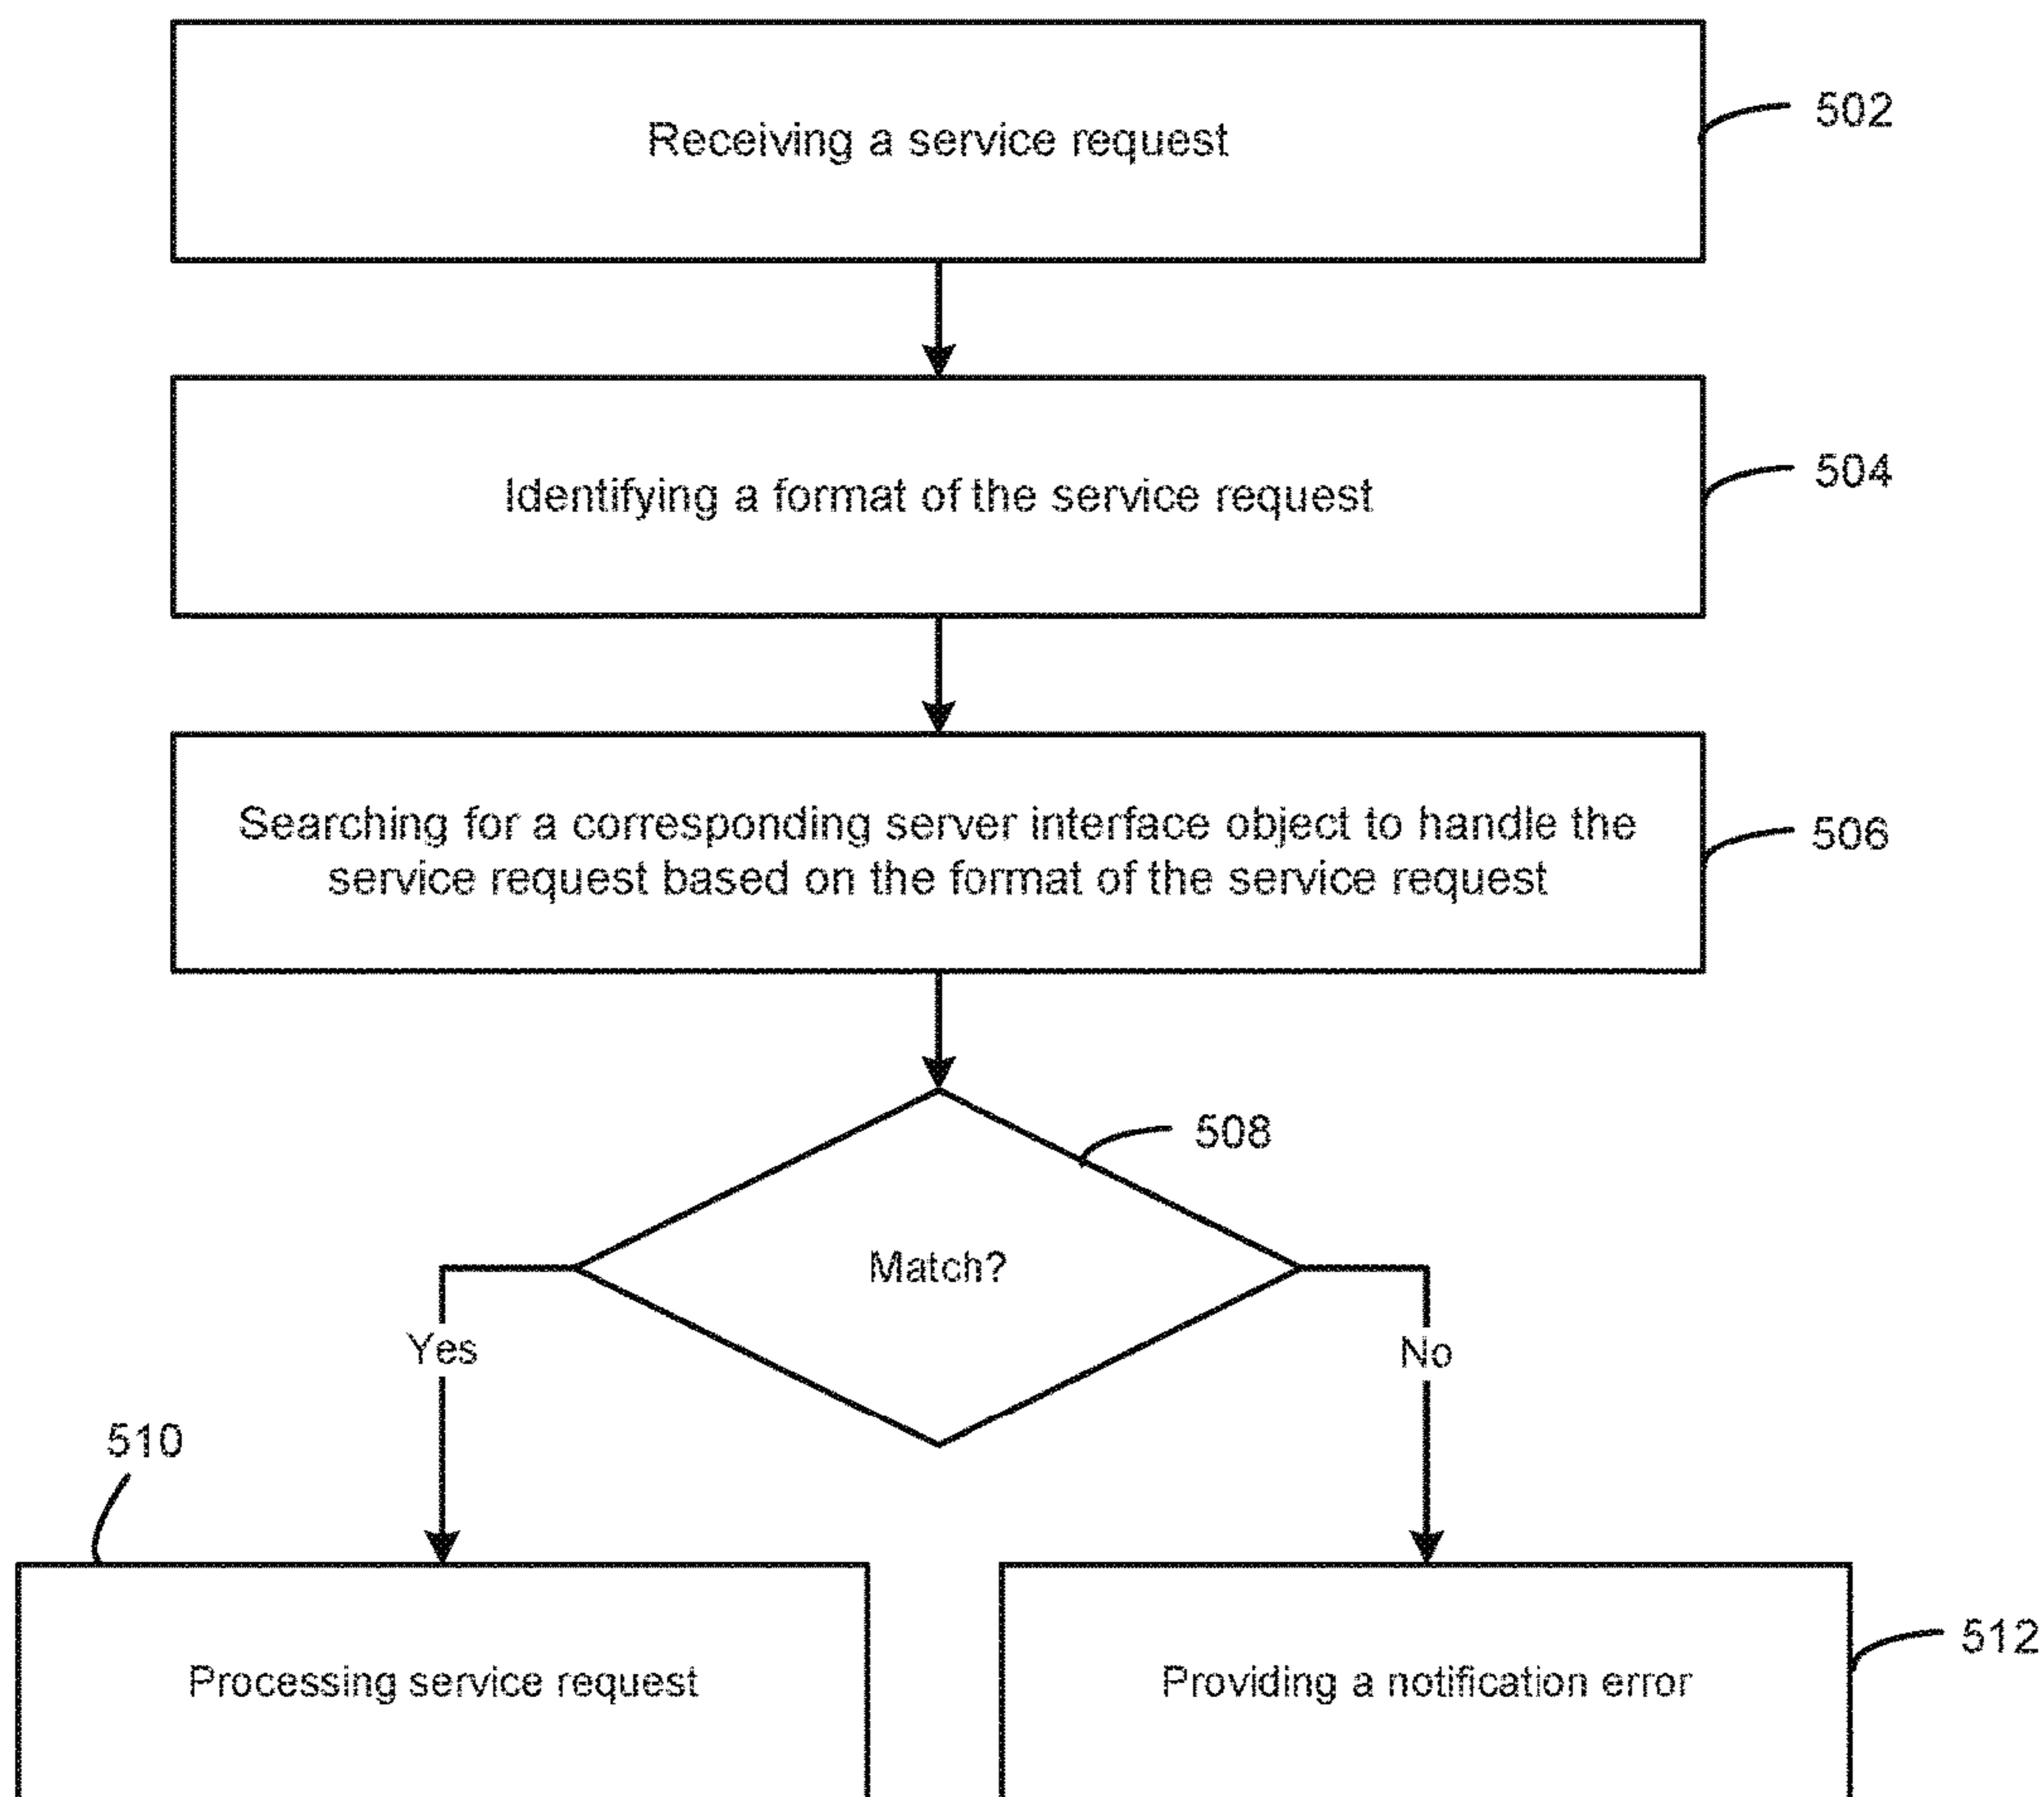 Receiving a service request
502
Identifying a format of the service request
504
Searching for a corresponding server interface object to handle the
service request based on the format of the service request
506
508
Match?
Yes
No
510
Processing service request
Providing a notification error
512